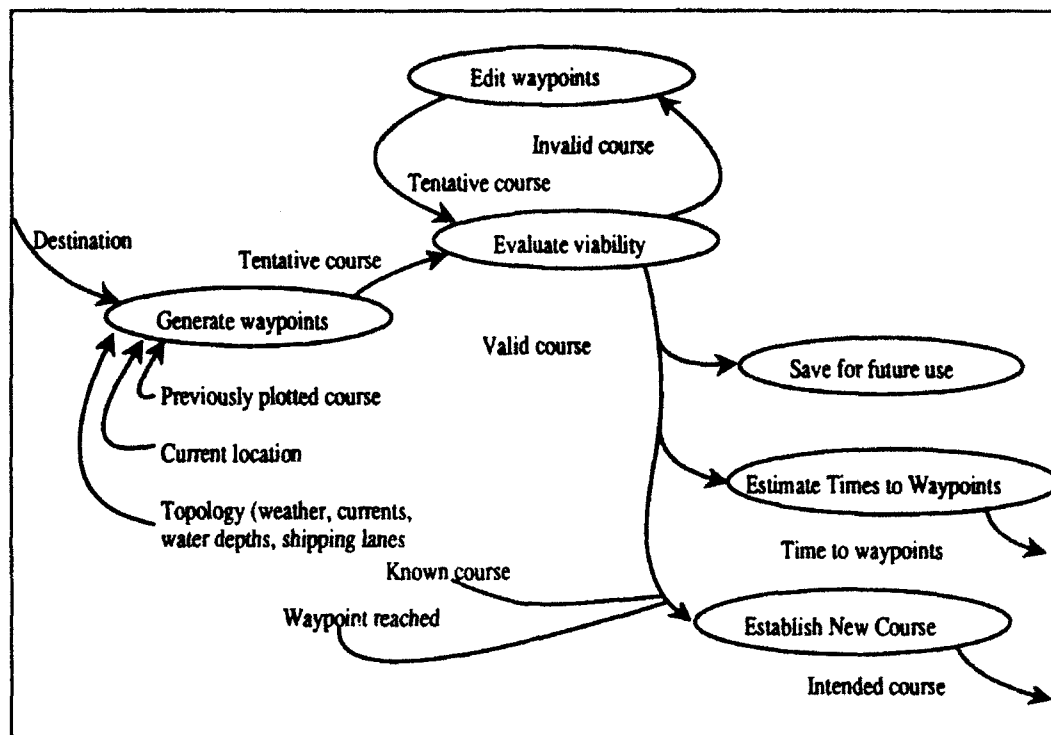 Edit waypoints
Invalid course
Tentative course
Destination
Tentative course
Evaluate viability
Generate waypoints
Valid course
Save for future use
Previously plotted course
Current location
Topology (weather, currents,
water depths, shipping lanes
Estimate Times to Waypoints
Time to waypoints
Known course
Waypoint reached
Establish New Course
Intended course